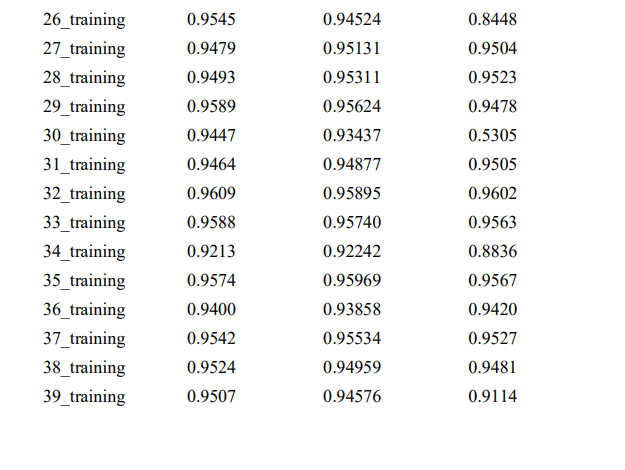 26_training 0.9545 0.94524 0.8448
27_training 0.9479 0.95131 0.9504
28_training 0.9493 0.95311 0.9523
29_training 0.9589 0.95624 0.9478
30_training 0.9447 0.93437 0.5305
31_training 0.9464 0.94877 0.9505
32_training 0.9609 0.95895 0.9602
33_training 0.9588 0.95740 0.9563
34_training 0.9213 0.92242 0.8836
35_training 0.9574 0.95969 0.9567
36_training 0.9400 0.93858 0.9420
37_training 0.9542 0.95534 0.9527
38_training 0.9524 0.94959 0.9481
39_training 0.9507 0.94576 0.9114